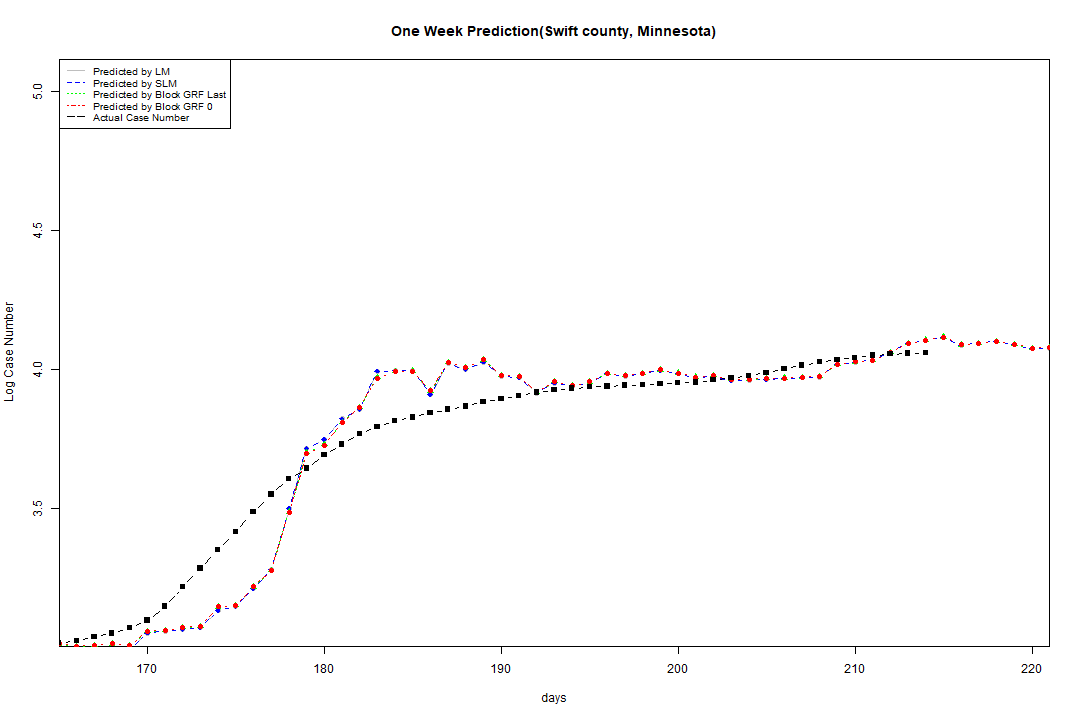 One Week Prediction(Swift county, Minnesota)
Predicted by LM
Predicted by SLM
Predicted by Block GRF Last
Predicted by Block GRF 0
Actual Case Number
5.0
4.5
4.0
3.5
Log Case Number
170 180 190 200 210 220
days